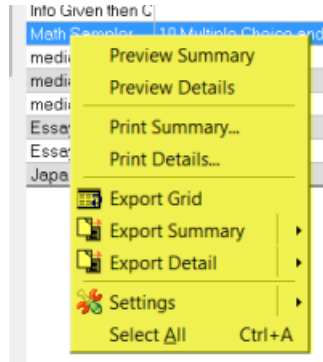 Info Given then C
Math Sampler 10 Multiple Choice and
medi
medi
medi
Essa
Essa
Japa
Preview Summary
Preview Details
Print Summary...
Print Details...
Export Grid
Export Summary
Export Detail
Settings
Select All Ctrl+A